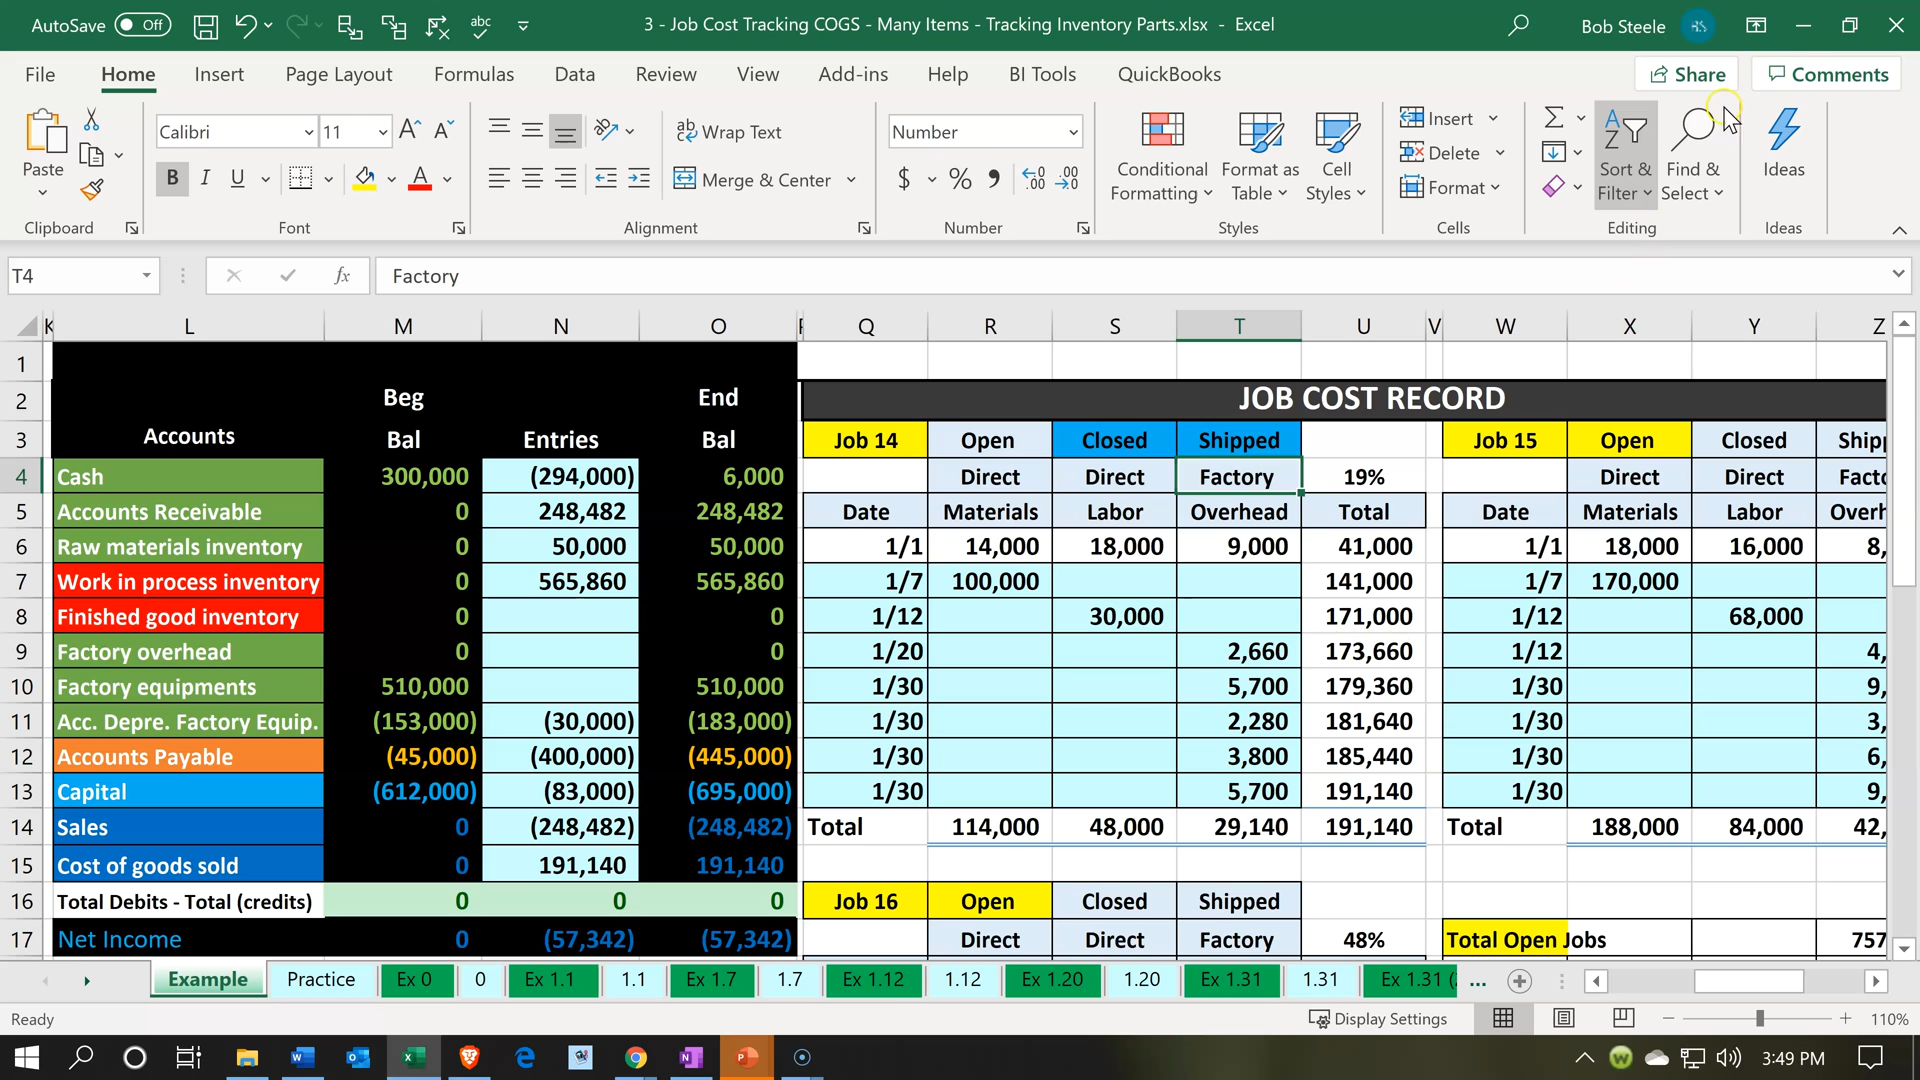 AutoSave Off 3 - Job Cost Tracking COGS - Many Items - Tracking Inventory Parts.xlsx - Excel Bob Steele BS
File Home Insert Page Layout Formulas Data Review View Add-ins Help BI Tools QuickBooks Share Comments
Paste Calibri 11 Wrap Text Number Conditional Formatting Format as Table Cell Styles Insert Sort & Filter Find & Select Ideas
B I U Merge & Center $ % Delete
Format
Clipboard Font Alignment Number Styles Cells Editing Ideas
T4 fx Factory
K L M N O P Q R S T U V W X Y Z
1
2 Beg End JOB COST RECORD
3 Accounts Bal Entries Bal Job 14 Open Closed Shipped Job 15 Open Closed Shipp
4 Cash 300,000 (294,000) 6,000 Direct Direct Factory 19% Direct Direct Facto
5 Accounts Receivable 0 248,482 248,482 Date Materials Labor Overhead Total Date Materials Labor Overh
6 Raw materials inventory 0 50,000 50,000 1/1 14,000 18,000 9,000 41,000 1/1 18,000 16,000 8,
7 Work in process inventory 0 565,860 565,860 1/7 100,000 141,000 1/7 170,000
8 Finished good inventory 0 0 1/12 30,000 171,000 1/12 68,000
9 Factory overhead 0 0 1/20 2,660 173,660 1/12 4,
10 Factory equipments 510,000 510,000 1/30 5,700 179,360 1/30 9,
11 Acc. Depre. Factory Equip. (153,000) (30,000) (183,000) 1/30 2,280 181,640 1/30 3,
12 Accounts Payable (45,000) (400,000) (445,000) 1/30 3,800 185,440 1/30 6,
13 Capital (612,000) (83,000) (695,000) 1/30 5,700 191,140 1/30 9,
14 Sales 0 (248,482) (248,482) Total 114,000 48,000 29,140 191,140 Total 188,000 84,000 42,
15 Cost of goods sold 0 191,140 191,140
16 Total Debits - Total (credits) 0 0 0 Job 16 Open Closed Shipped
17 Net Income 0 (57,342) (57,342) Direct Direct Factory 48% Total Open Jobs 757
Example Practice Ex 0 0 Ex 1.1 1.1 Ex 1.7 1.7 Ex 1.12 1.12 Ex 1.20 1.20 Ex 1.31 1.31 Ex 1.31 ( ...
Ready Display Settings 110%
3:49 PM